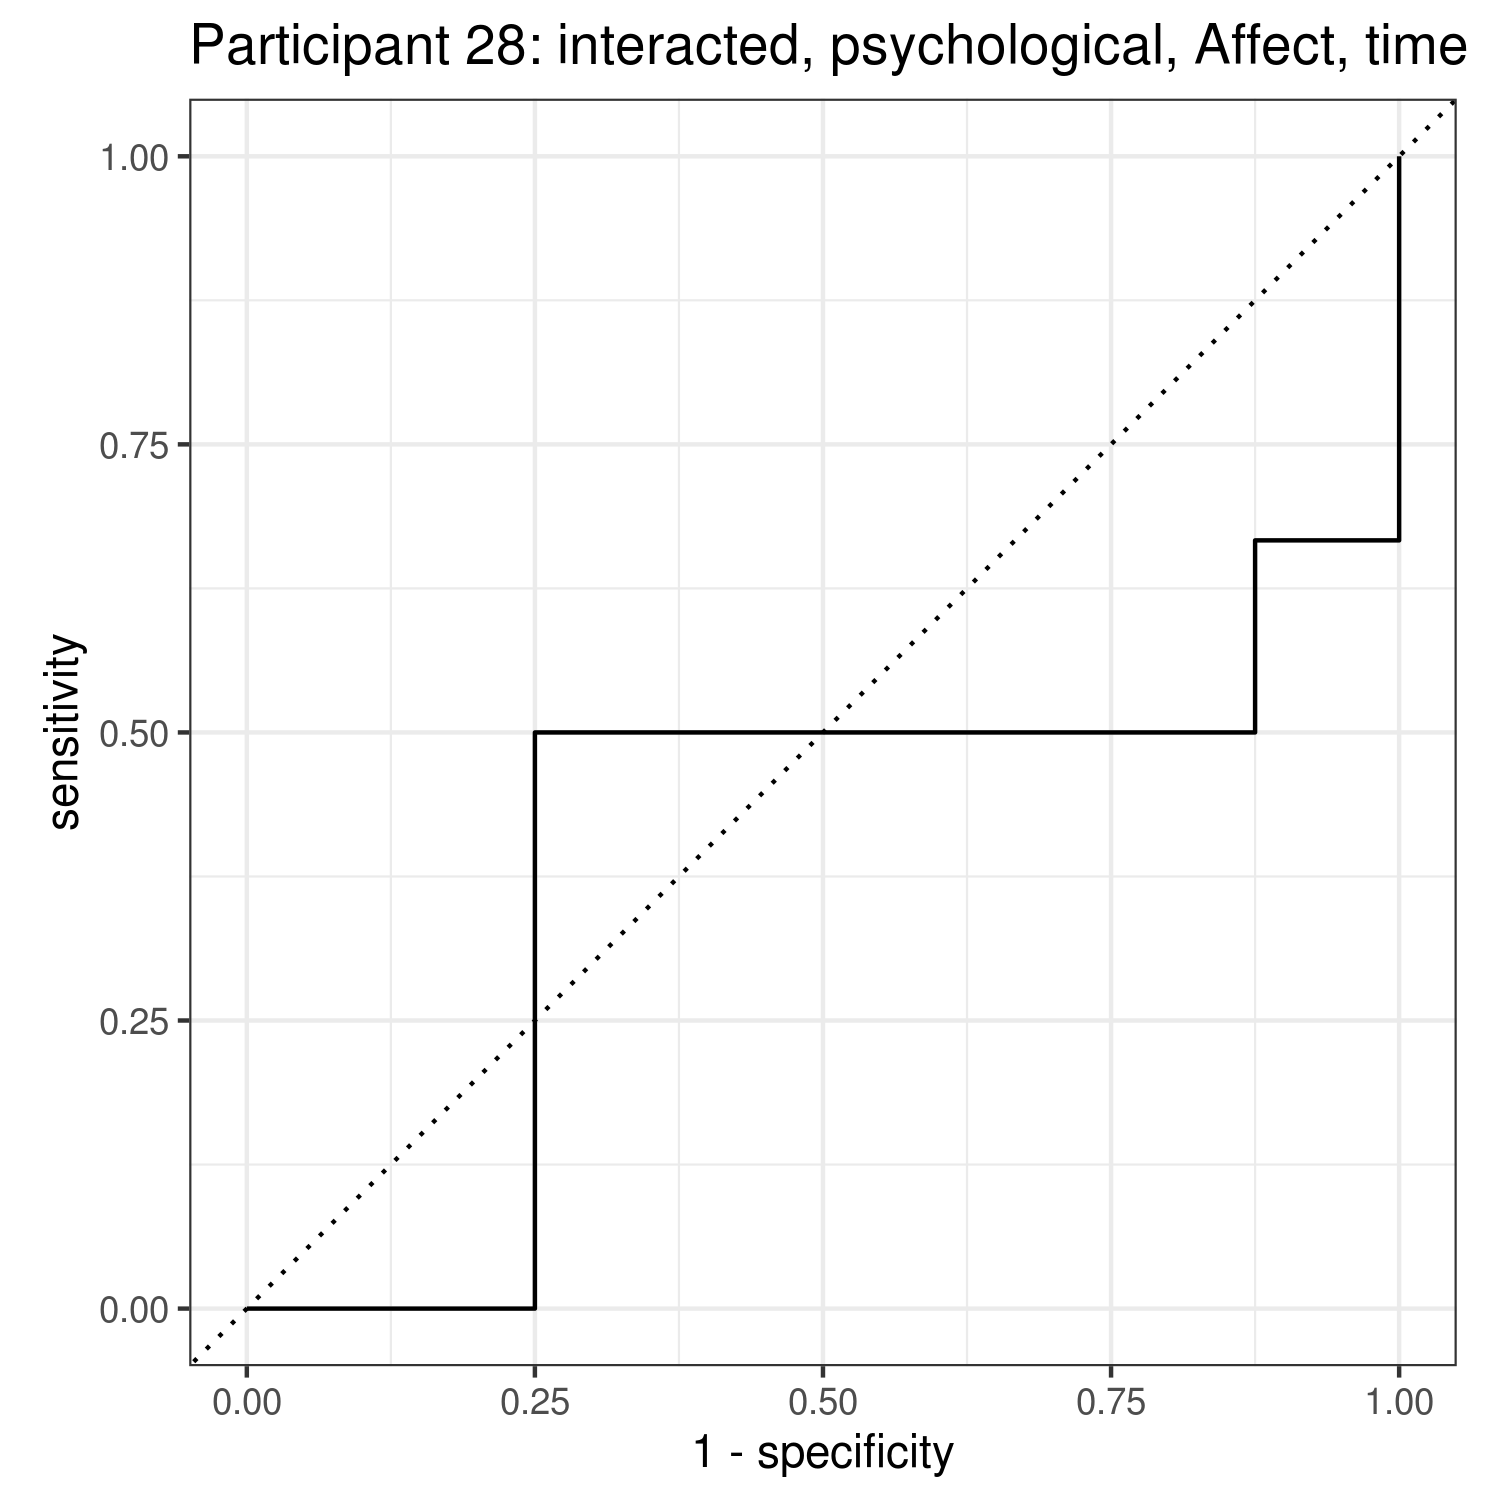 Participant 28: interacted, psychological, Affect, time
1.00
0.75
0.50
0.25
0.00
sensitivity
0.00 0.25 0.50 0.75 1.00
1 - specificity